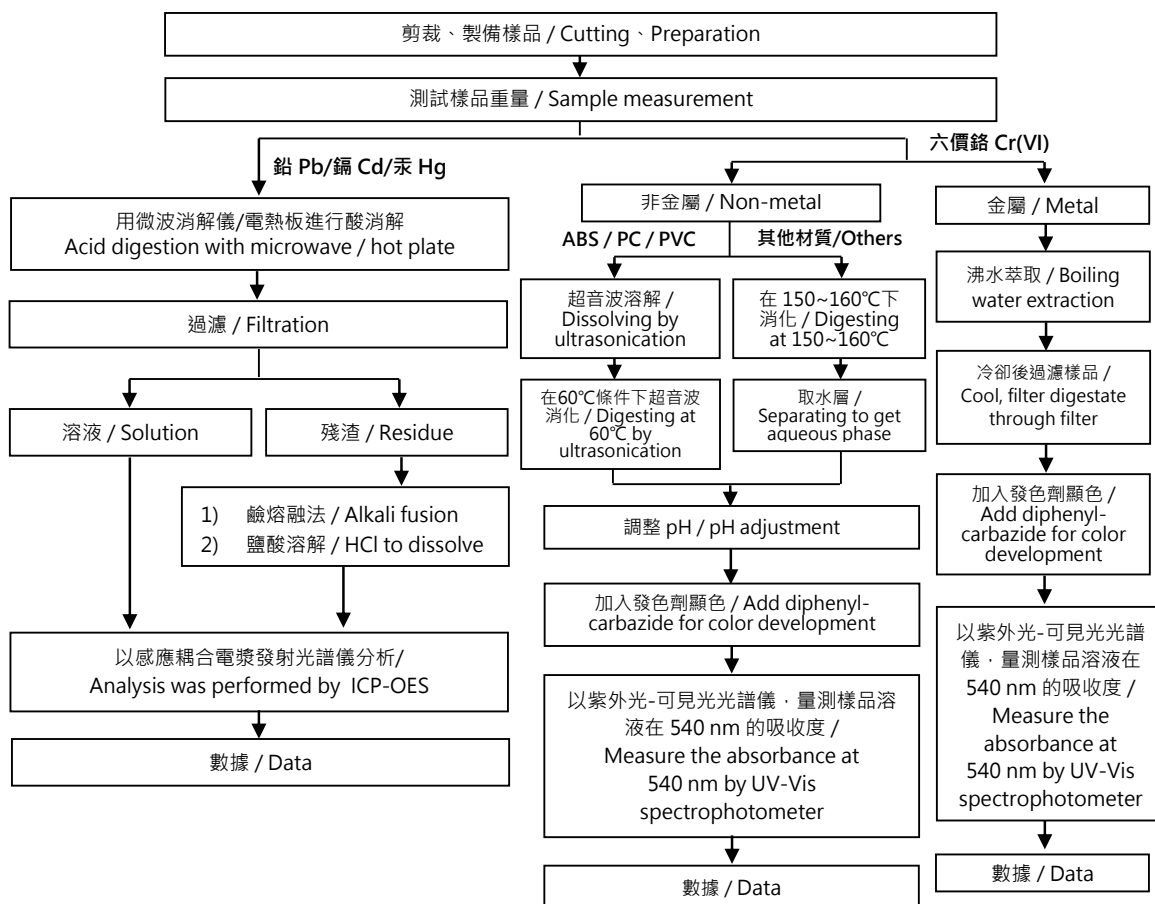 剪裁、製備樣品 / Cutting、Preparation
測試樣品重量 / Sample measurement
鉛 Pb/鎘 Cd/汞 Hg
用微波消解儀/電熱板進行酸消解
Acid digestion with microwave / hot plate
過濾 / Filtration
溶液 / Solution
殘渣 / Residue
1) 鹼熔融法 / Alkali fusion
2) 鹽酸溶解 / HCl to dissolve
以感應耦合電漿發射光譜儀分析/
Analysis was performed by ICP-OES
數據 / Data
六價鉻 Cr(VI)
非金屬 / Non-metal
ABS / PC / PVC
超音波溶解 /
Dissolving by
ultrasonication
在60℃條件下超音波
消化 / Digesting at
60℃ by
ultrasonication
其他材質/Others
在 150~160℃下
消化 / Digesting
at 150~160℃
取水層 /
Separating to get
aqueous phase
調整 pH / pH adjustment
加入發色劑顯色 / Add diphenyl-
carbazide for color development
以紫外光-可見光光譜儀，量測樣品溶
液在 540 nm 的吸收度 /
Measure the absorbance at
540 nm by UV-Vis
spectrophotometer
數據 / Data
金屬 / Metal
沸水萃取 / Boiling
water extraction
冷卻後過濾樣品 /
Cool, filter digestate
through filter
加入發色劑顯色 /
Add diphenyl-
carbazide for color
development
以紫外光-可見光光譜
儀，量測樣品溶液在
540 nm 的吸收度 /
Measure the
absorbance at
540 nm by UV-Vis
spectrophotometer
數據 / Data